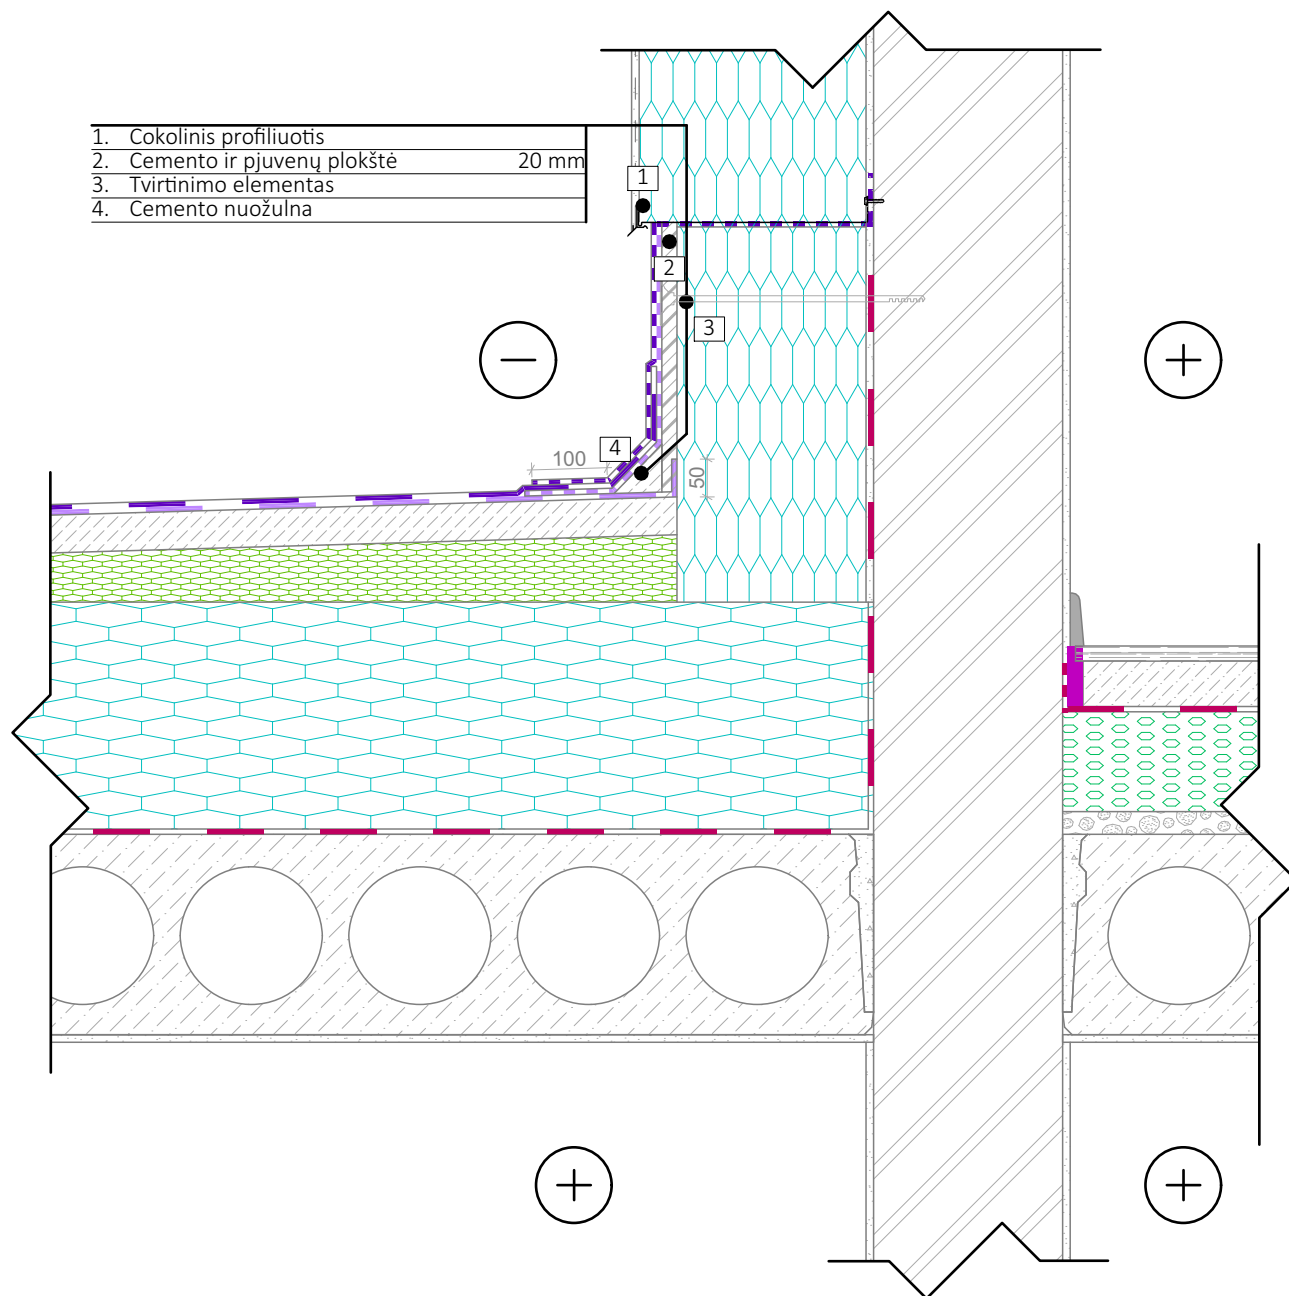 1. Cokolinis profiliuotis
2. Cemento ir pjuvenų plokštė 20 mm
3. Tvirtinimo elementas
4. Cemento nuožulna
1
2
3
4
100
50